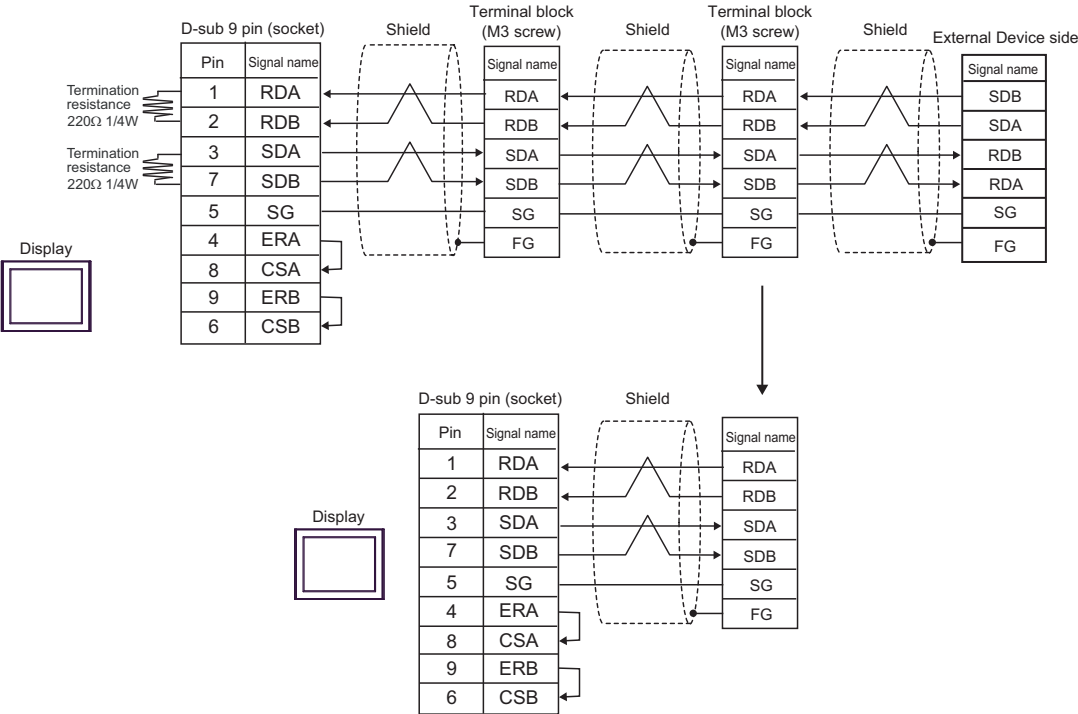 D-sub 9 pin (socket)
Shield
Terminal block
(M3 screw)
Shield
Terminal block
(M3 screw)
Shield
External Device side
Pin Signal name
1 RDA
2 RDB
3 SDA
7 SDB
5 SG
4 ERA
8 CSA
9 ERB
6 CSB
Termination
resistance
220Ω 1/4W
Termination
resistance
220Ω 1/4W
Display
Signal name
RDA
RDB
SDA
SDB
SG
FG
Signal name
RDA
RDB
SDA
SDB
SG
FG
Signal name
SDB
SDA
RDB
RDA
SG
FG
D-sub 9 pin (socket)
Shield
Pin Signal name
1 RDA
2 RDB
3 SDA
7 SDB
5 SG
4 ERA
8 CSA
9 ERB
6 CSB
Display
Signal name
RDA
RDB
SDA
SDB
SG
FG